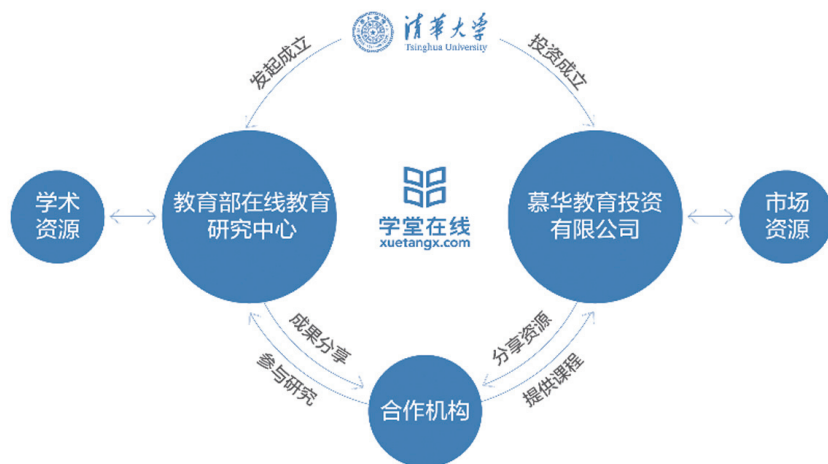 清华大学
Tsinghua University
发起成立
投资成立
学术
资源
教育部在线教育
研究中心
学堂在线
xuetangx.com
慕华教育投资
有限公司
市场
资源
成果分享
参与研究
分享资源
提供课程
合作机构